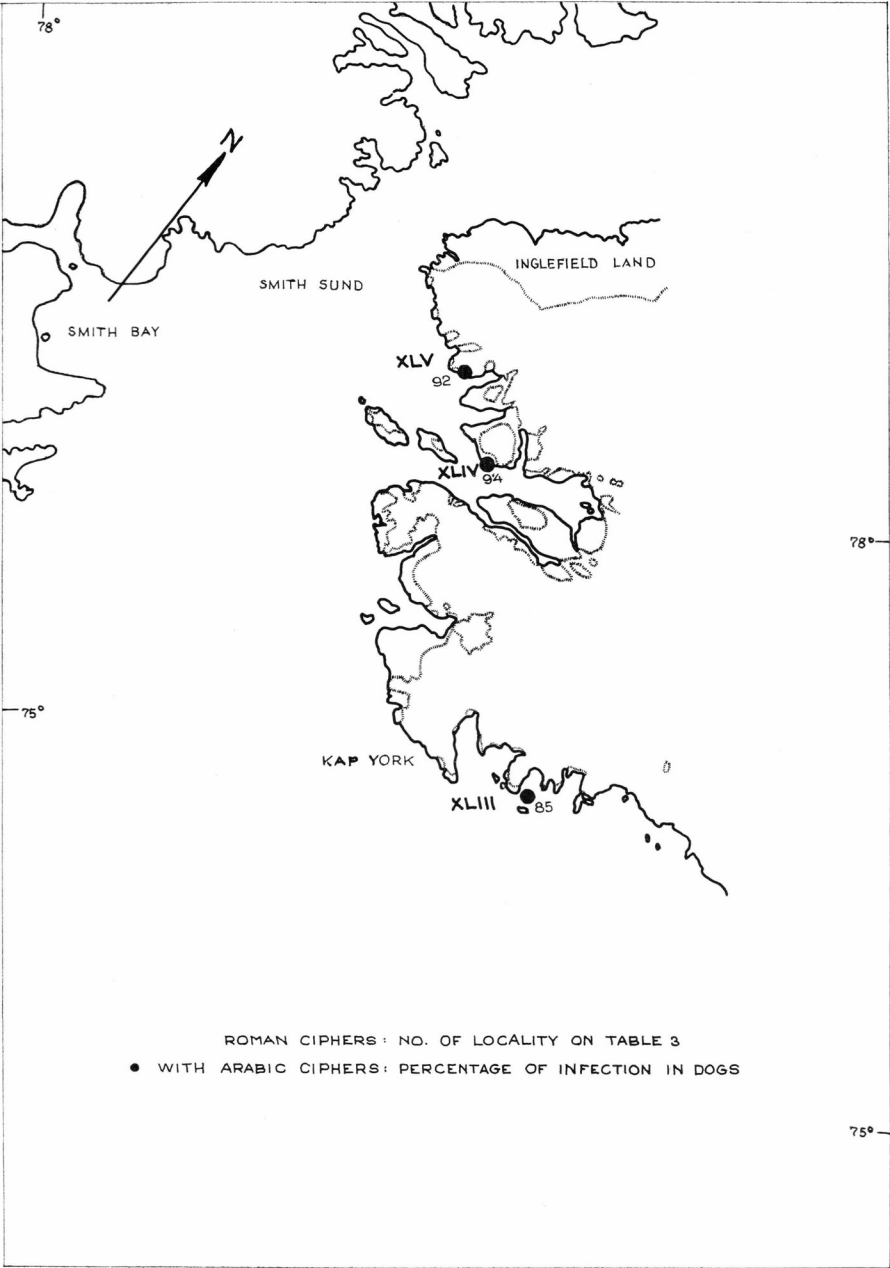 78°
N
INGLEFIELD LAND
SMITH SUND
SMITH BAY
XLV
92
XLIV
94
78°
75°
KAP YORK
XLIII
85
ROMAN CIPHERS: NO. OF LOCALITY ON TABLE 3
● WITH ARABIC CIPHERS: PERCENTAGE OF INFECTION IN DOGS
75°